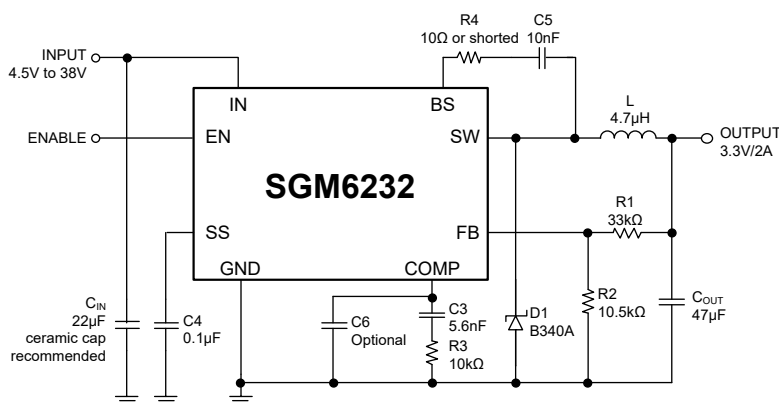 R4
10Ω or shorted
C5
10nF
INPUT
4.5V to 38V
IN
BS
L
4.7μH
ENABLE
EN
SW
OUTPUT
3.3V/2A
SGM6232
R1
33kΩ
SS
FB
GND
COMP
CIN
22μF
ceramic cap
recommended
C4
0.1μF
C6
Optional
C3
5.6nF
R3
10kΩ
D1
B340A
R2
10.5kΩ
COUT
47μF